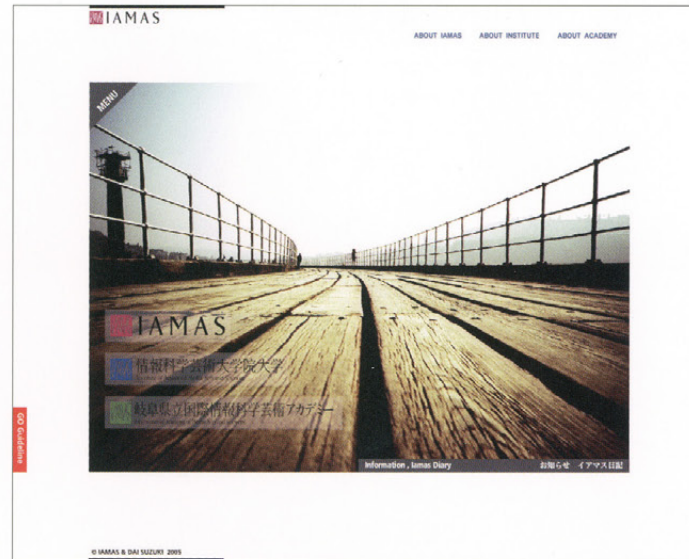 IAMAS
ABOUT IAMAS ABOUT INSTITUTE ABOUT ACADEMY
MENU
IAMAS
情報科学芸術大学院大学
岐阜県立国際情報科学芸術アカデミー
GO Guideline
Information , Iamas Diary お知らせ イアマス日記
© IAMAS & DAI SUZUKI 2005